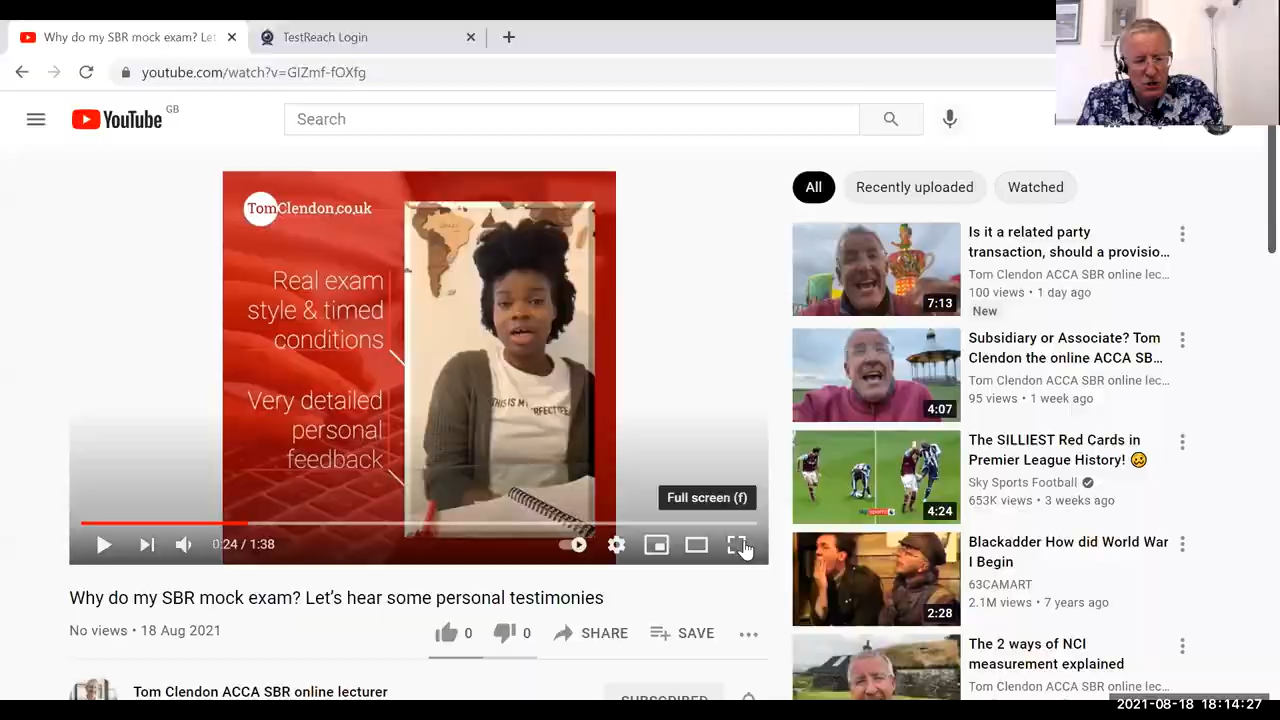 Why do my SBR mock exam? Let
TestReach Login
youtube.com/watch?v=GIZmf-fOXfg
YouTube GB
Search
All
Recently uploaded
Watched
TomClendon.co.uk
Real exam
style & timed
conditions
Very detailed
personal
feedback
THIS IS MY
Full screen (f)
0:24 / 1:38
Why do my SBR mock exam? Let's hear some personal testimonies
No views • 18 Aug 2021
0
0
SHARE
SAVE
Tom Clendon ACCA SBR online lecturer
SUBSCRIBED
Is it a related party
transaction, should a provisio...
Tom Clendon ACCA SBR online lec...
100 views • 1 day ago
New
7:13
Subsidiary or Associate? Tom
Clendon the online ACCA SB...
Tom Clendon ACCA SBR online lec...
95 views • 1 week ago
4:07
The SILLIEST Red Cards in
Premier League History! 🥴
Sky Sports Football
653K views • 3 weeks ago
sky sports
4:24
Blackadder How did World War
I Begin
63CAMART
2.1M views • 7 years ago
2:28
The 2 ways of NCI
measurement explained
Tom Clendon ACCA SBR online lec...
2021-08-18 18:14:27